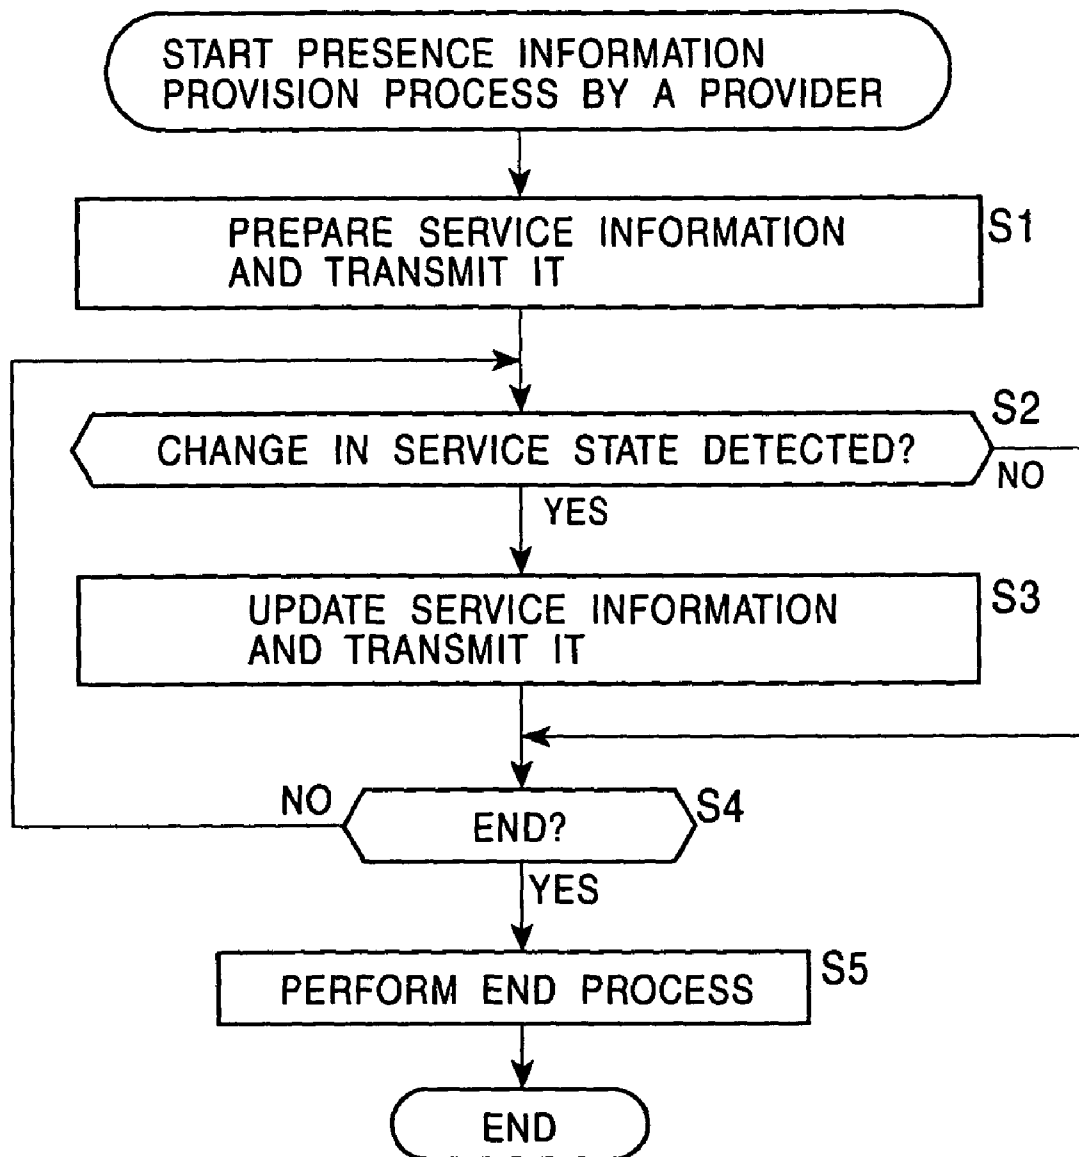 START PRESENCE INFORMATION
PROVISION PROCESS BY A PROVIDER
PREPARE SERVICE INFORMATION
AND TRANSMIT IT
S1
CHANGE IN SERVICE STATE DETECTED?
S2
NO
YES
UPDATE SERVICE INFORMATION
AND TRANSMIT IT
S3
NO
END?
S4
YES
PERFORM END PROCESS
S5
END